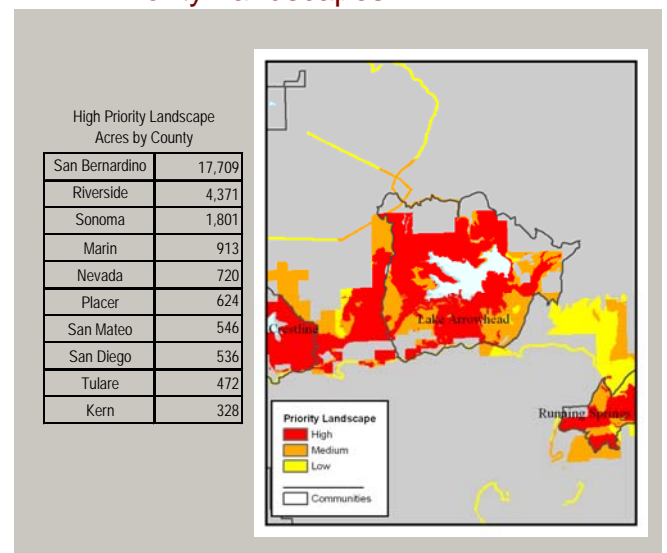 High Priority Landscape
Acres by County
San Bernardino 17,709
Riverside 4,371
Sonoma 1,801
Marin 913
Nevada 720
Placer 624
San Mateo 546
San Diego 536
Tulare 472
Kern 328
Crestline
Lake Arrowhead
Running Springs
Priority Landscape
High
Medium
Low
Communities